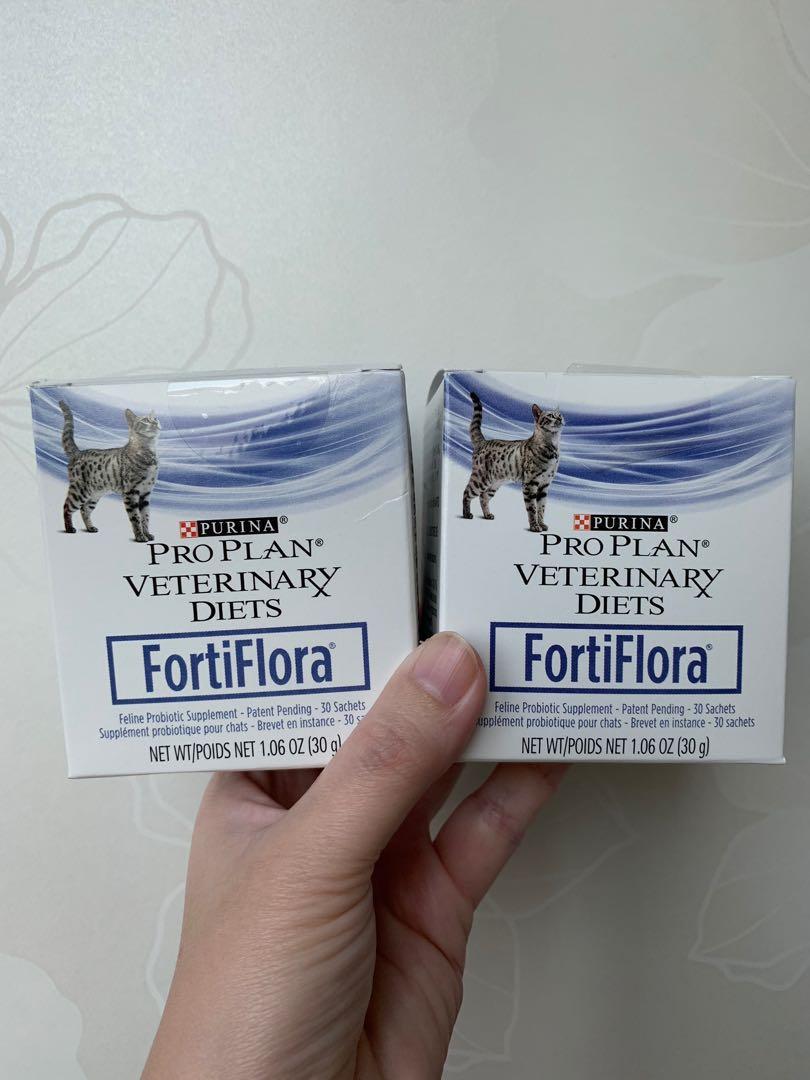 PURINA®
PRO PLAN®
VETERINARY
DIETS
FortiFlora®
Feline Probiotic Supplement - Patent Pending - 30 Sachets
Supplément probiotique pour chats - Brevet en instance - 30
NET WT/POIDS NET 1.06 OZ (30 g)
PURINA®
PRO PLAN®
VETERINARY
DIETS
FortiFlora®
Feline Probiotic Supplement - Patent Pending - 30 Sachets
probiotique pour chats - Brevet en instance - 30 sachets
NET WT/POIDS NET 1.06 OZ (30 g)